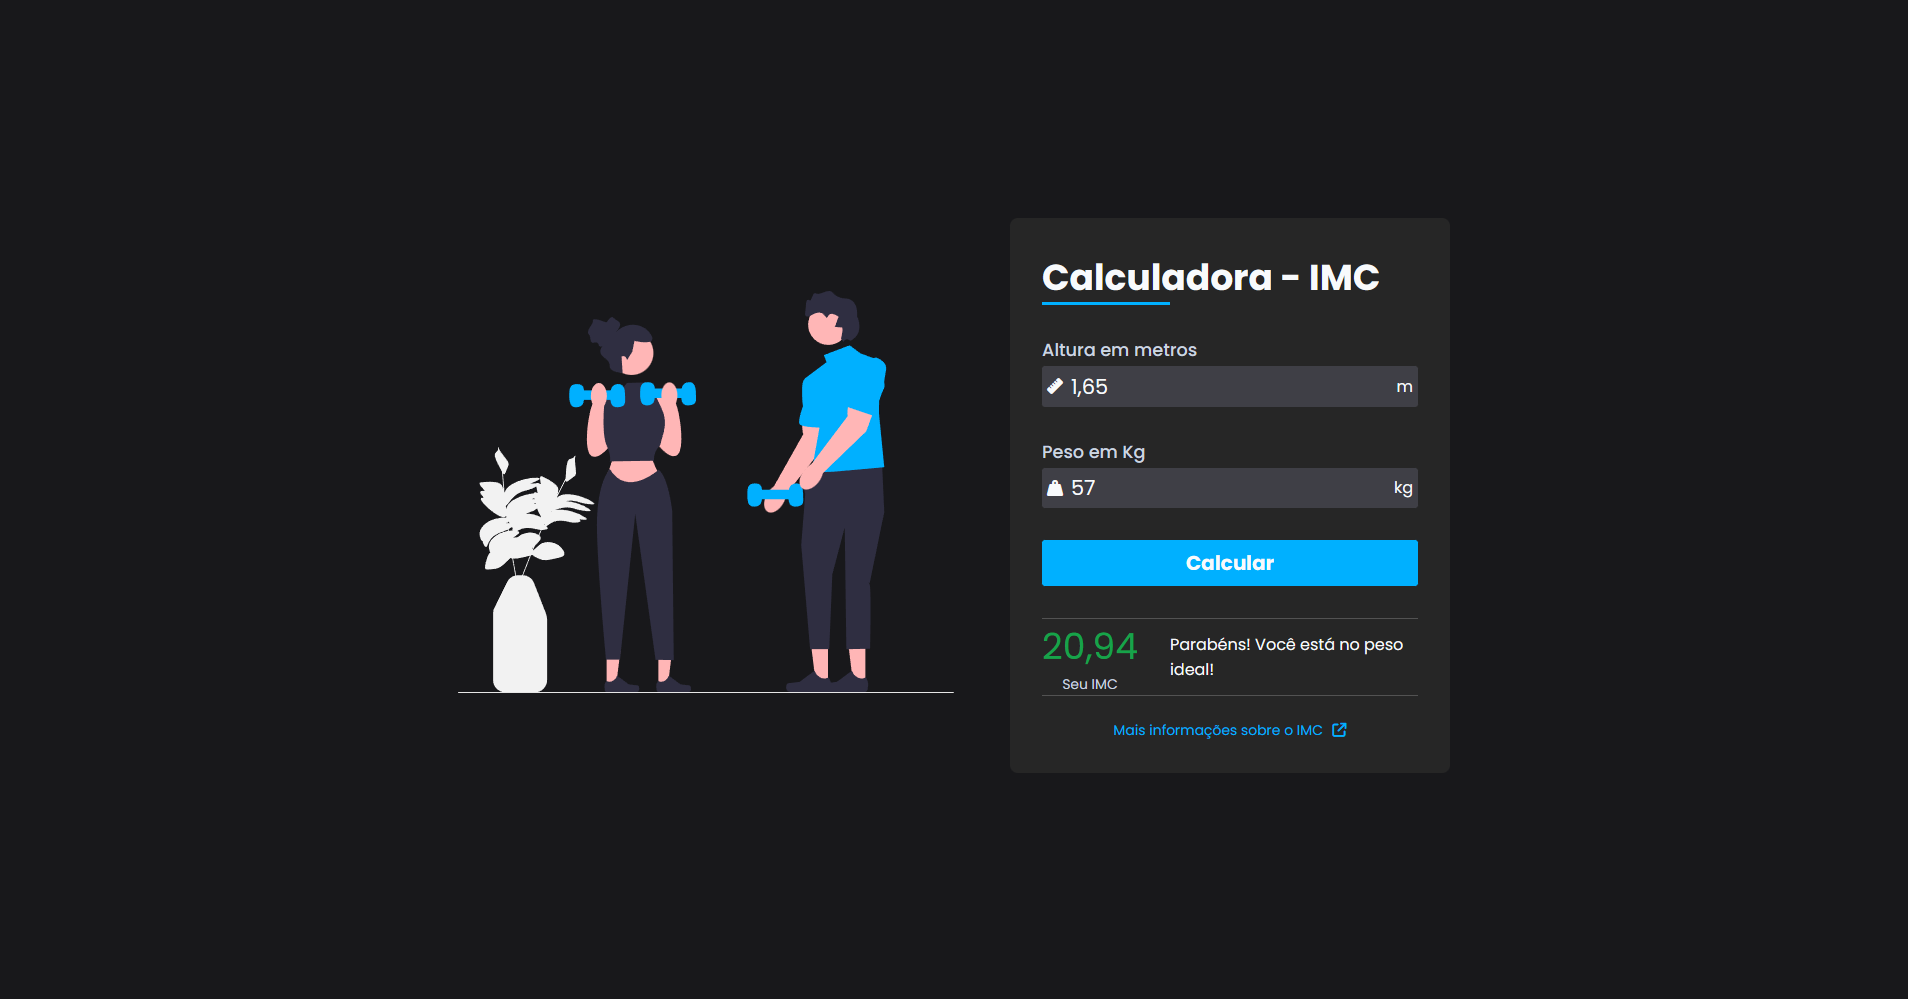 Calculadora - IMC
Altura em metros
1,65 m
Peso em Kg
57 kg
Calcular
20,94
Seu IMC
Parabéns! Você está no peso
ideal!
Mais informações sobre o IMC